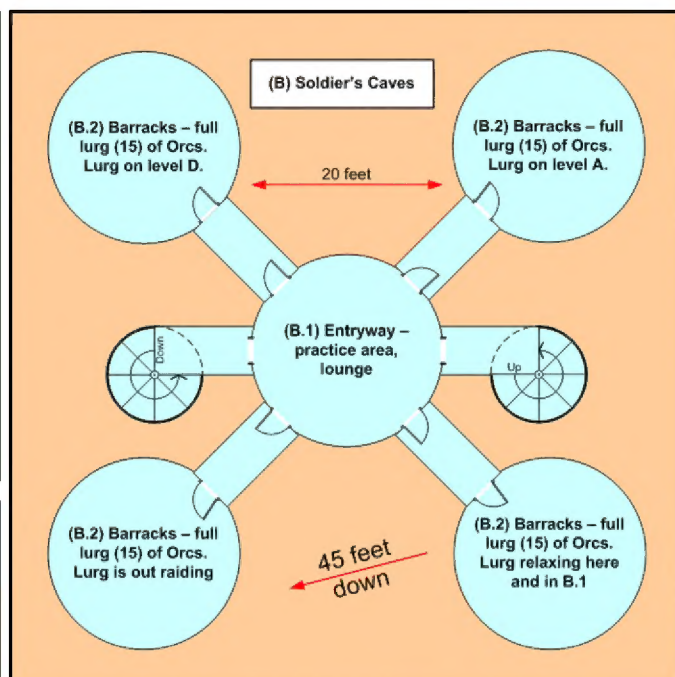 (B) Soldier's Caves
(B.2) Barracks – full
lurg (15) of Orcs.
Lurg on level D.
(B.2) Barracks – full
lurg (15) of Orcs.
Lurg on level A.
20 feet
(B.1) Entryway –
practice area,
lounge
Down
Up
(B.2) Barracks – full
lurg (15) of Orcs.
Lurg is out raiding
45 feet
down
(B.2) Barracks – full
lurg (15) of Orcs.
Lurg relaxing here
and in B.1